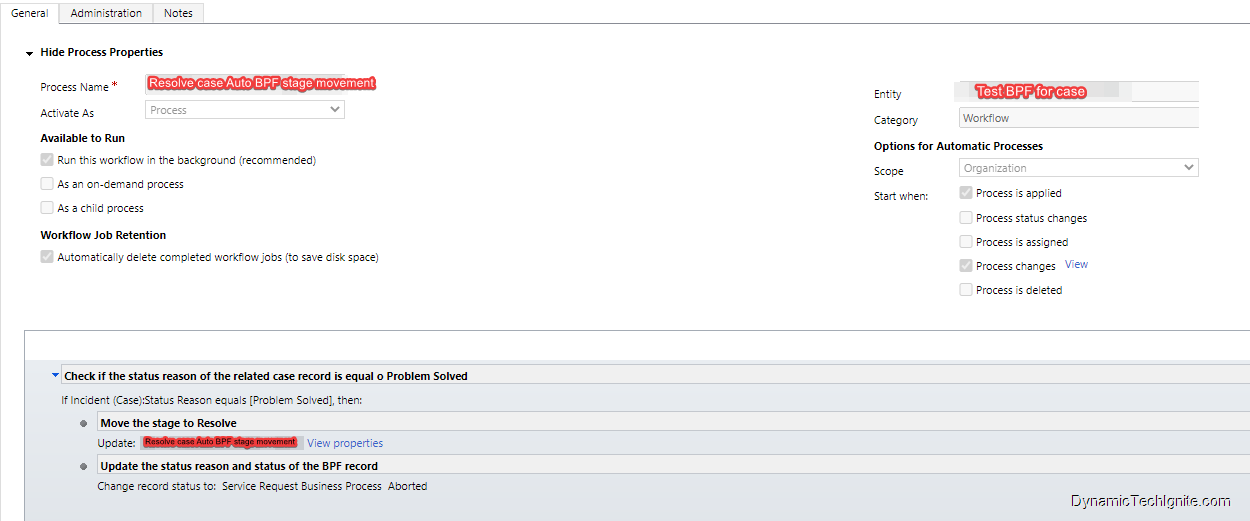 General Administration Notes
Hide Process Properties
Process Name * Resolve case Auto BPF stage movement
Activate As Process
Available to Run
Run this workflow in the background (recommended)
As an on-demand process
As a child process
Workflow Job Retention
Automatically delete completed workflow jobs (to save disk space)
Entity Test BPF for case
Category Workflow
Options for Automatic Processes
Scope Organization
Start when: Process is applied
Process status changes
Process is assigned
Process changes View
Process is deleted
Check if the status reason of the related case record is equal o Problem Solved
If Incident (Case):Status Reason equals [Problem Solved], then:
Move the stage to Resolve
Update: Resolve case Auto BPF stage movement View properties
Update the status reason and status of the BPF record
Change record status to: Service Request Business Process Aborted
DynamicTechIgnite.com